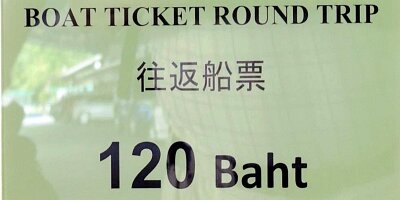 BOAT TICKET ROUND TRIP
往返船票
120 Baht